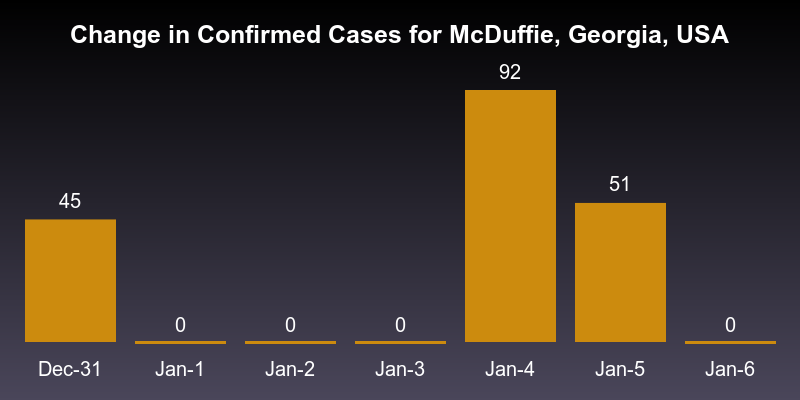 Change in Confirmed Cases for McDuffie, Georgia, USA
92
51
45
0 0 0 0
Dec-31 Jan-1 Jan-2 Jan-3 Jan-4 Jan-5 Jan-6